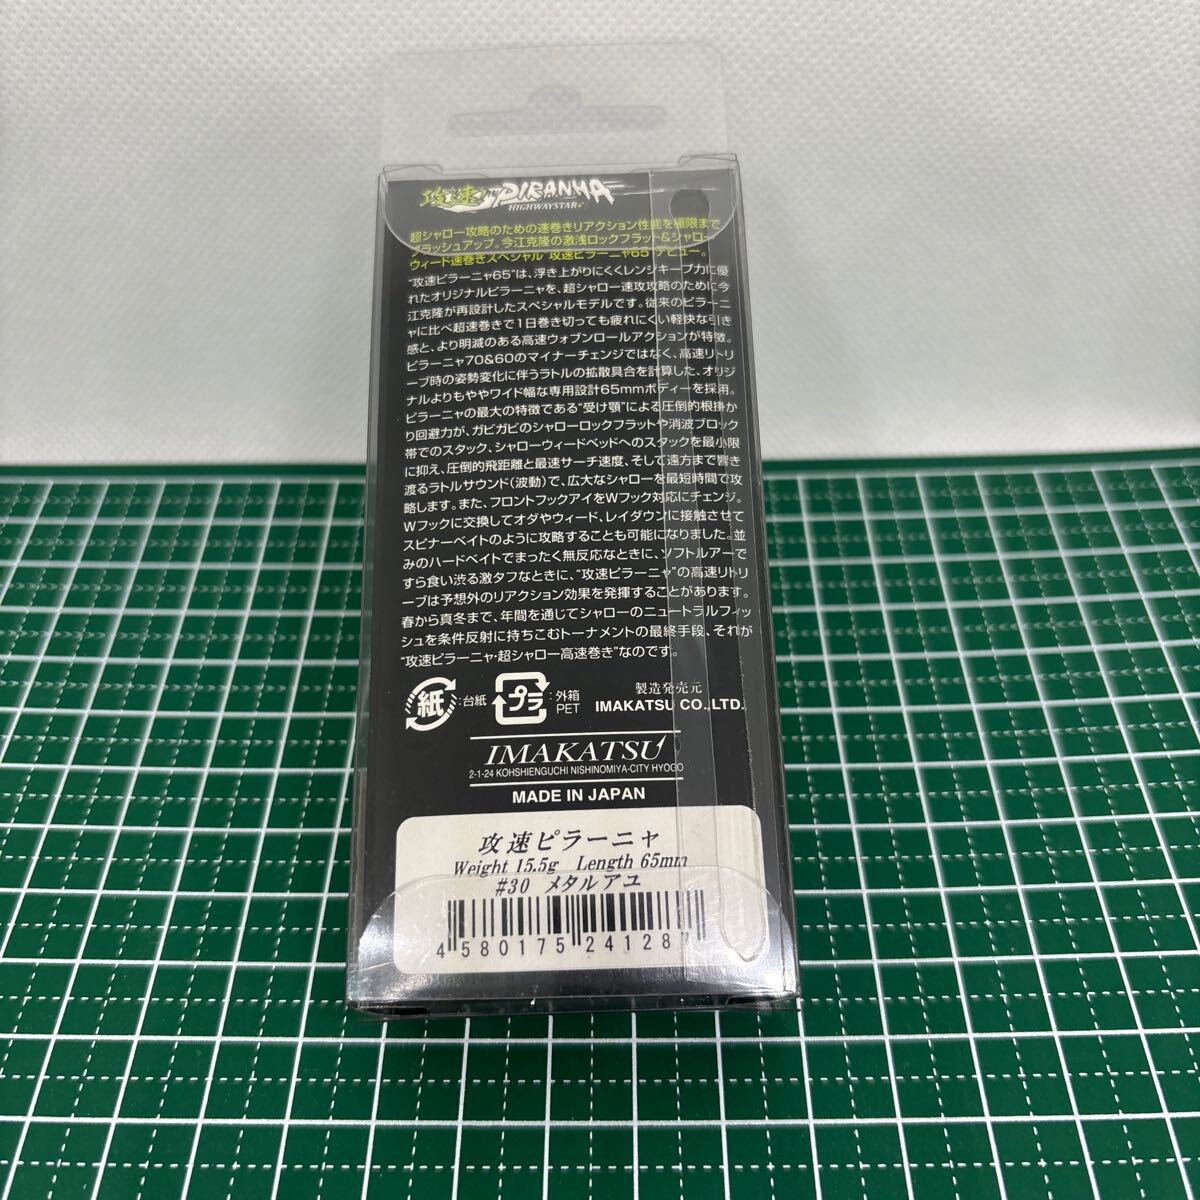 攻速 PIRANHA
HIGHWAYSTAR
超シャロー攻略のための速巻きリアクション性能を極限まで
ブラッシュアップ。今江克隆の激浅ロックフラット&シャロー
ウィード速巻きスペシャル"攻速ピラーニャ65"デビュー。
"攻速ピラーニャ65"は、浮き上がりにくくレンジキープ力に優
れたオリジナルピラーニャを、超シャロー速攻攻略のために今
江克隆が再設計したスペシャルモデルです。従来のピラーニ
ャに比べ超速巻きで1日巻き切っても疲れにくい軽快な引き
感と、より明滅のある高速ウォブンロールアクションが特徴。
ピラーニャ70&60のマイナーチェンジではなく、高速リトリ
ーブ時の姿勢変化に伴うラトルの拡散具合を計算した、オリジ
ナルよりもややワイド幅な専用設計65mmボディーを採用。
ピラーニャの最大の特徴である"受け顎"による圧倒的根掛か
り回避力が、ガビガビのシャローロックフラットや消波ブロック
帯でのスタック、シャローウィードベッドへのスタックを最小限
に抑え、圧倒的飛距離と最速サーチ速度、そして遠方まで響き
渡るラトルサウンド(波動)で、広大なシャローを最短時間で攻
略します。また、フロントフックアイをWフック対応にチェンジ。
Wフックに交換してオダやウィード、レイダウンに接触させて
スピナーベイトのように攻略することも可能になりました。並
みのハードベイトでまったく無反応なときに、ソフトルアーで
すら食い渋る激タフなときに、"攻速ピラーニャ"の高速リトリ
ーブは予想外のリアクション効果を発揮することがあります。
春から真冬まで、年間を通じてシャローのニュートラルフィッ
シュを条件反射に持ちこむトーナメントの最終手段、それが
"攻速ピラーニャ・超シャロー高速巻き"なのです。
紙 :台紙 プラ :外箱 PET
製造発売元
IMAKATSU CO.,LTD.
IMAKATSU
2-1-24 KOHSHIENGUCHI NISHINOMIYA-CITY HYOGO
MADE IN JAPAN
攻速ピラーニャ
Weight 15.5g Length 65mm
#30 メタルアユ
4 580175 241287